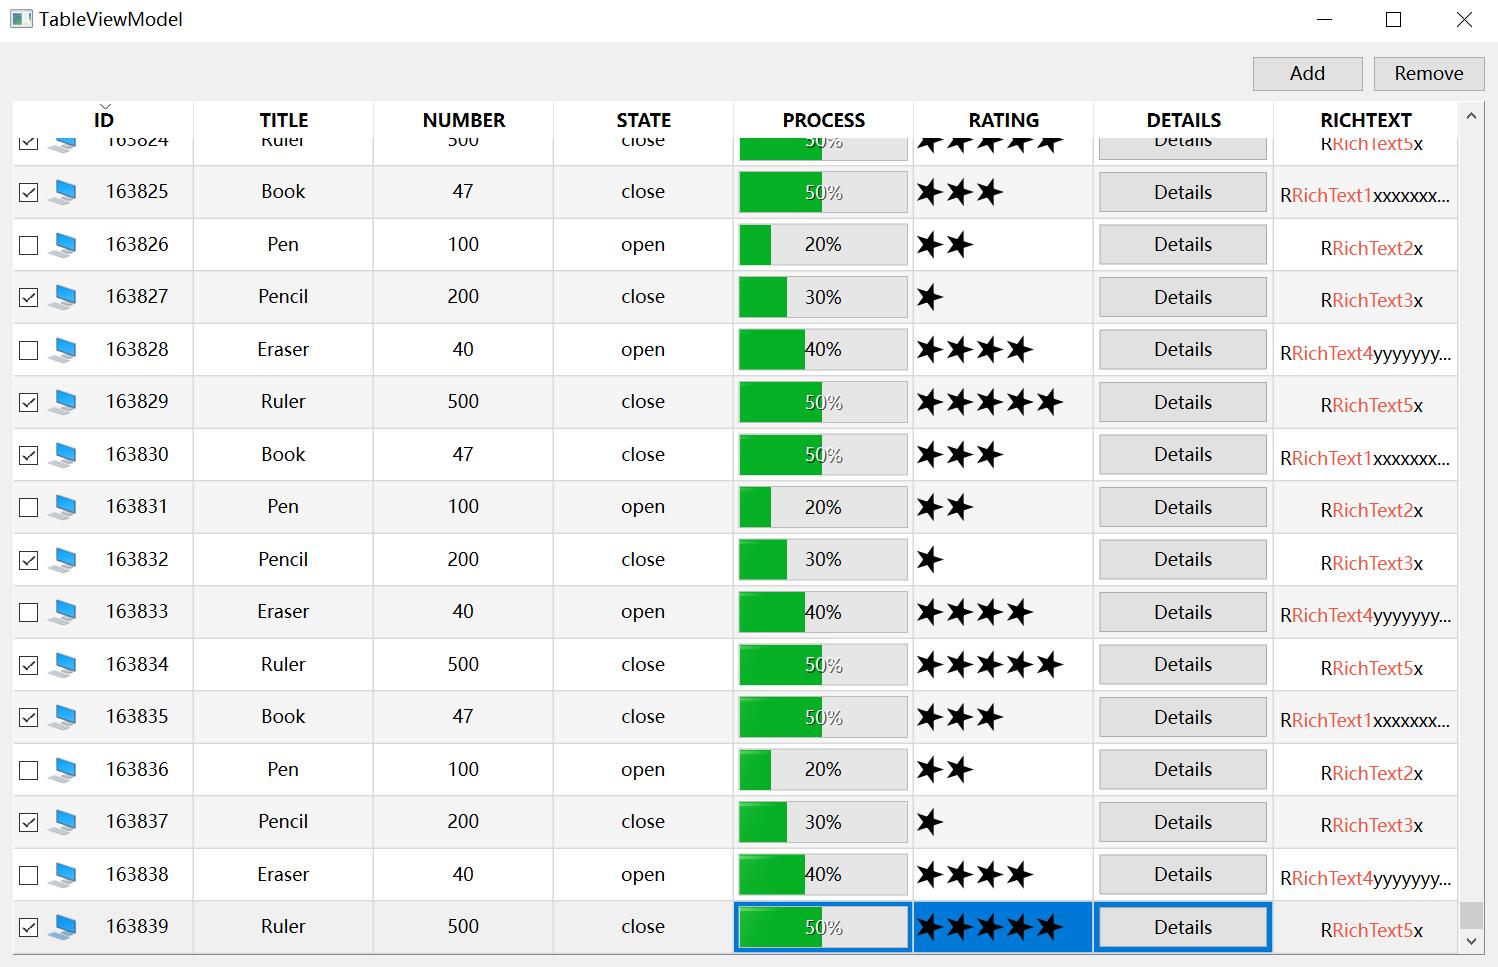 TableViewModel
Add Remove
ID TITLE NUMBER STATE PROCESS RATING DETAILS RICHTEXT
163824 Ruler 500 close 50% Details RRichText5x
163825 Book 47 close 50% Details RRichText1xxxxxxx...
163826 Pen 100 open 20% Details RRichText2x
163827 Pencil 200 close 30% Details RRichText3x
163828 Eraser 40 open 40% Details RRichText4yyyyyyy...
163829 Ruler 500 close 50% Details RRichText5x
163830 Book 47 close 50% Details RRichText1xxxxxxx...
163831 Pen 100 open 20% Details RRichText2x
163832 Pencil 200 close 30% Details RRichText3x
163833 Eraser 40 open 40% Details RRichText4yyyyyyy...
163834 Ruler 500 close 50% Details RRichText5x
163835 Book 47 close 50% Details RRichText1xxxxxxx...
163836 Pen 100 open 20% Details RRichText2x
163837 Pencil 200 close 30% Details RRichText3x
163838 Eraser 40 open 40% Details RRichText4yyyyyyy...
163839 Ruler 500 close 50% Details RRichText5x